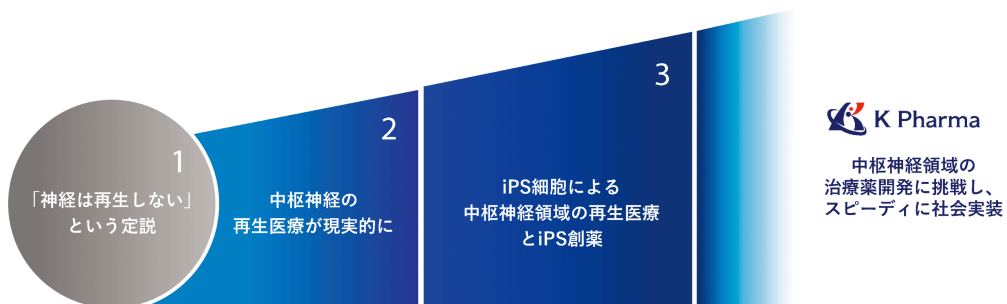 1
「神経は再生しない」
という定説
2
中枢神経の
再生医療が現実的に
3
iPS細胞による
中枢神経領域の再生医療
とiPS創薬
K Pharma
中枢神経領域の
治療薬開発に挑戦し、
スピーディに社会実装